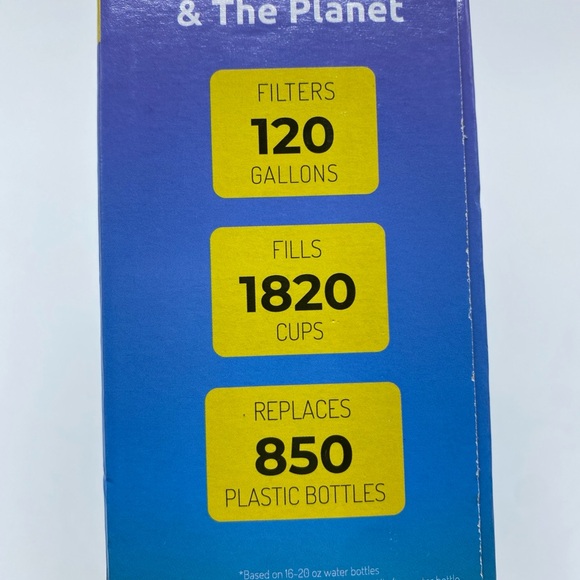 & The Planet
FILTERS
120
GALLONS
FILLS
1820
CUPS
REPLACES
850
PLASTIC BOTTLES
*Based on 16-20 oz water bottles
bottle